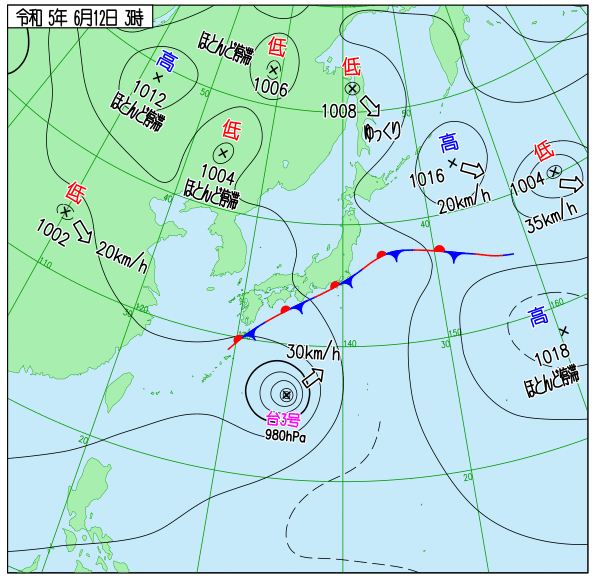 令和 5年 6月12日 3時
低
1006
ほとんど停滞
高
1012
ほとんど停滞
低
1008
ゆっくり
50
50
低
1004
ほとんど停滞
高
1016
20km/h
低
1004
35km/h
低
1002
20km/h
40
40
110
120
30
30
140
150
160
高
1018
ほとんど停滞
30km/h
台3号
980hPa
20
20